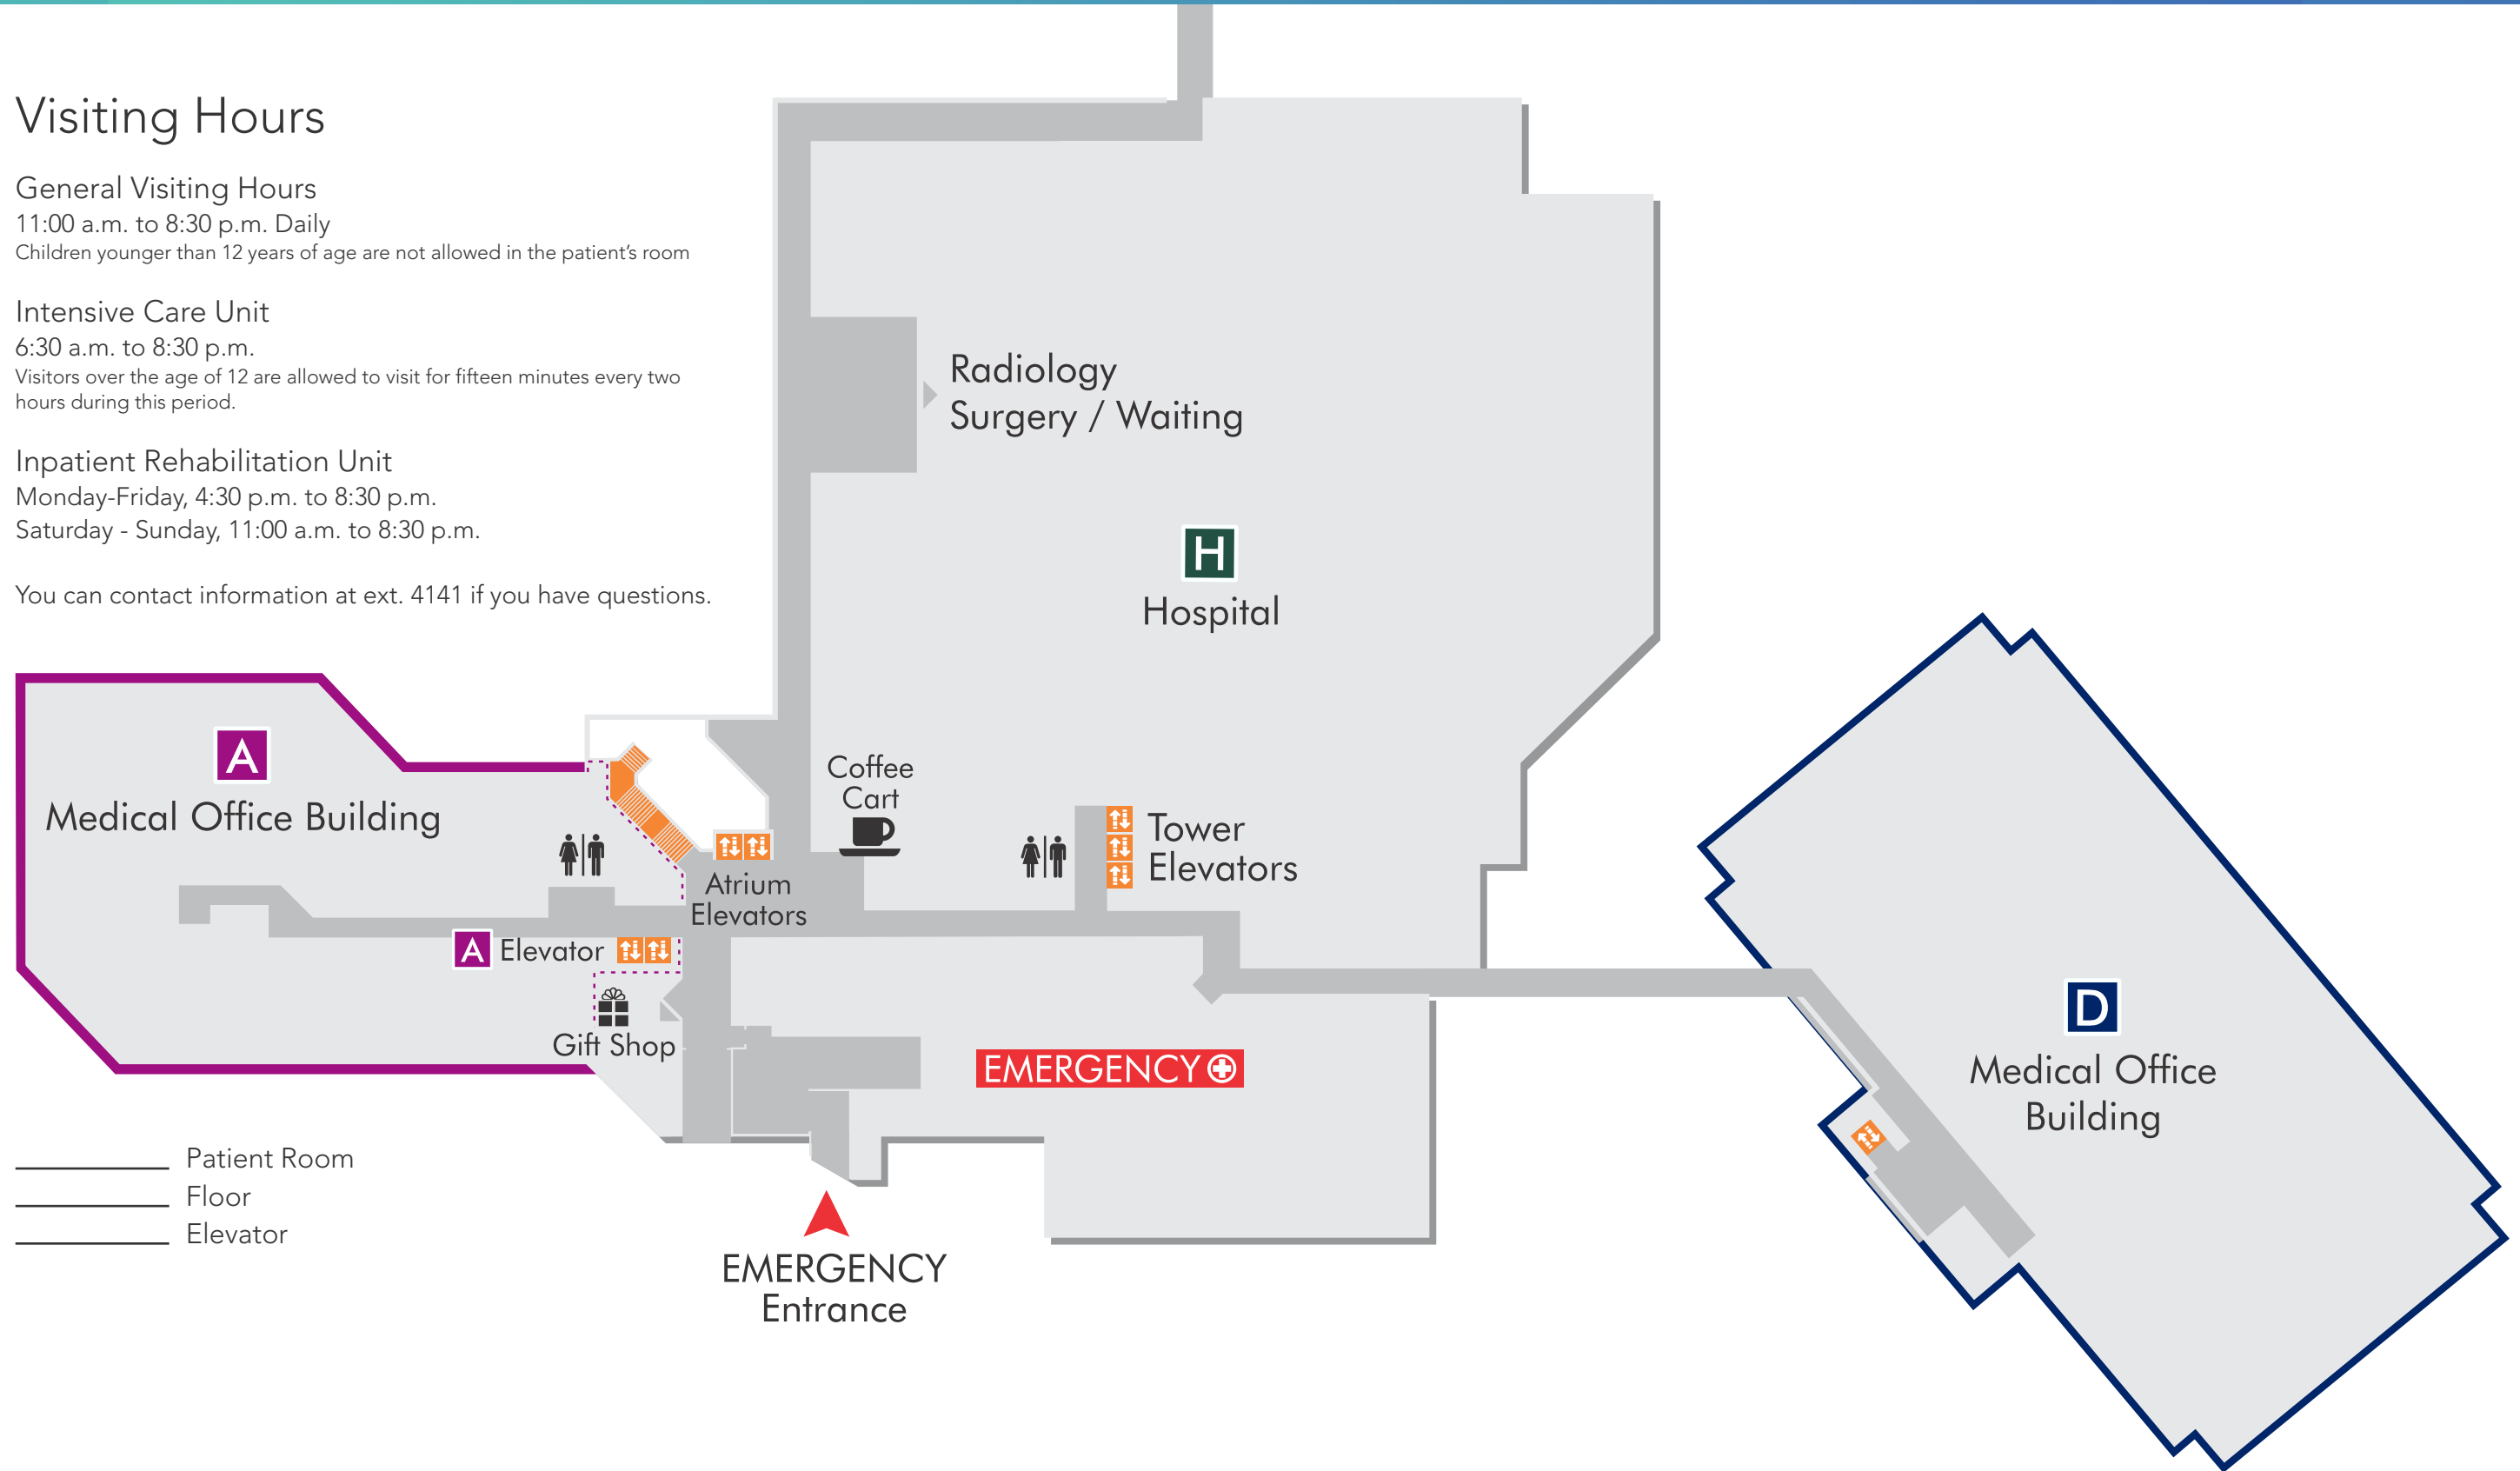 Visiting Hours
General Visiting Hours
11:00 a.m. to 8:30 p.m. Daily
Children younger than 12 years of age are not allowed in the patient's room
Intensive Care Unit
6:30 a.m. to 8:30 p.m.
Visitors over the age of 12 are allowed to visit for fifteen minutes every two
hours during this period.
Inpatient Rehabilitation Unit
Monday-Friday, 4:30 p.m. to 8:30 p.m.
Saturday - Sunday, 11:00 a.m. to 8:30 p.m.
You can contact information at ext. 4141 if you have questions.
Radiology
Surgery / Waiting
H
Hospital
A
Medical Office Building
Coffee
Cart
Tower
Elevators
Atrium
Elevators
A Elevator
Gift Shop
EMERGENCY
D
Medical Office
Building
Patient Room
Floor
Elevator
EMERGENCY
Entrance